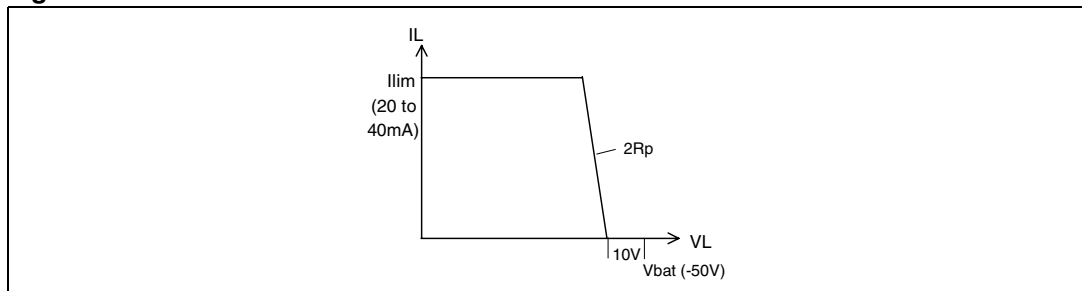 IL
Ilim
(20 to
40mA)
2Rp
VL
10V
Vbat (-50V)